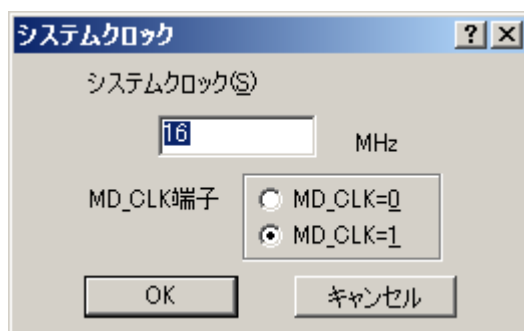 システムクロック
システムクロック(S)
16 MHz
MD_CLK端子
MD_CLK=0
MD_CLK=1
OK キャンセル